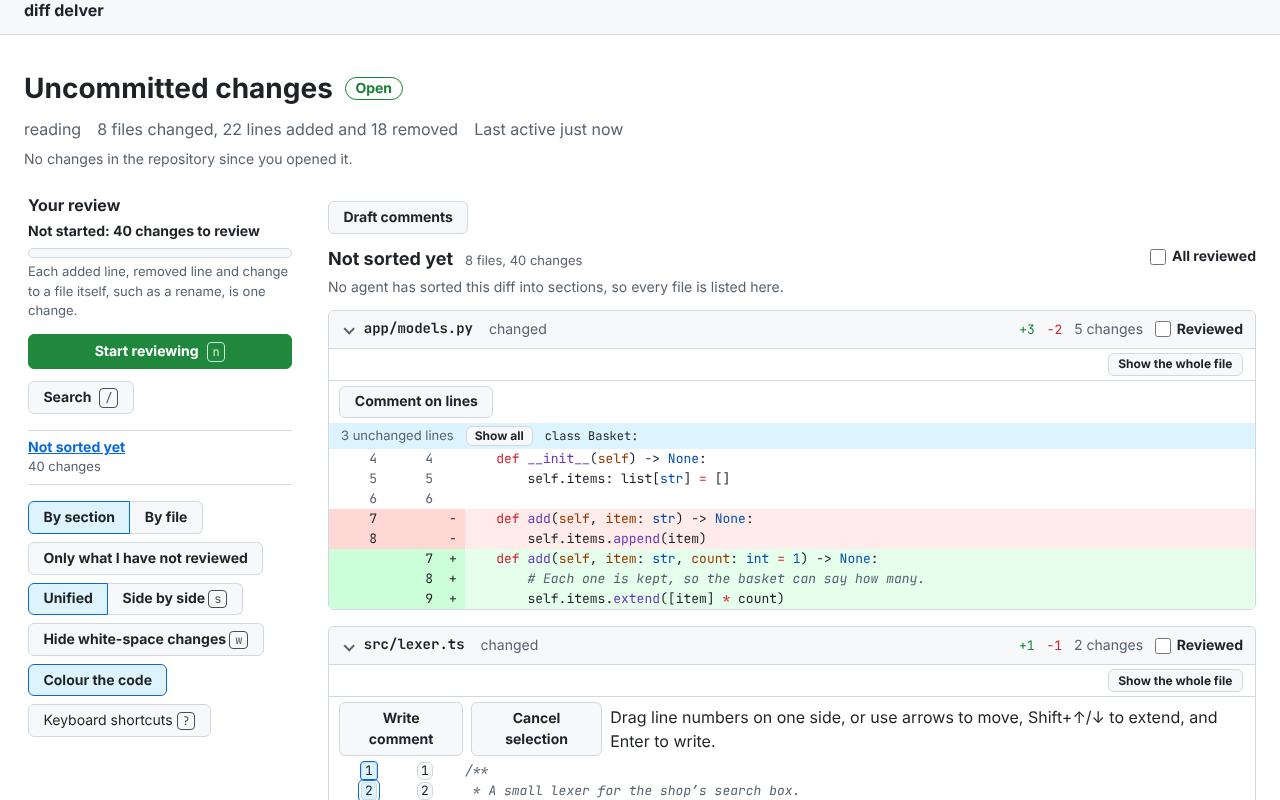 diff delver
Uncommitted changes Open
reading 8 files changed, 22 lines added and 18 removed Last active just now
No changes in the repository since you opened it.
Your review
Not started: 40 changes to review
Each added line, removed line and change
to a file itself, such as a rename, is one
change.
Start reviewing n
Search /
Not sorted yet
40 changes
By section By file
Only what I have not reviewed
Unified Side by side s
Hide white-space changes w
Colour the code
Keyboard shortcuts ?
Draft comments
Not sorted yet 8 files, 40 changes All reviewed
No agent has sorted this diff into sections, so every file is listed here.
app/models.py changed +3 -2 5 changes Reviewed
Show the whole file
Comment on lines
3 unchanged lines Show all class Basket:
4 4 def __init__(self) -> None:
5 5 self.items: list[str] = []
6 6
7 - def add(self, item: str) -> None:
8 - self.items.append(item)
7 + def add(self, item: str, count: int = 1) -> None:
8 + # Each one is kept, so the basket can say how many.
9 + self.items.extend([item] * count)
src/lexer.ts changed +1 -1 2 changes Reviewed
Show the whole file
Write comment
Cancel selection
Drag line numbers on one side, or use arrows to move, Shift+↑/↓ to extend, and
Enter to write.
1 1 /**
2 2 * A small lexer for the shop’s search box.